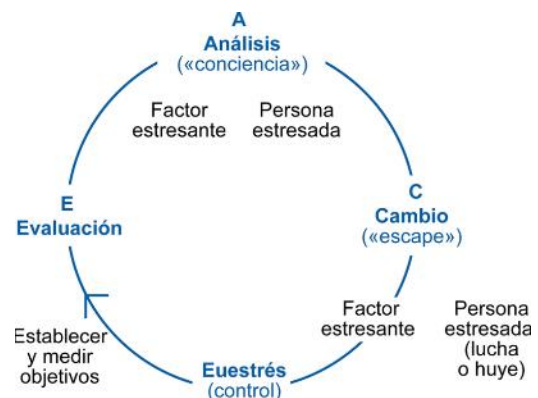 A
Análisis
(«conciencia»)
Factor
estresante
Persona
estresada
C
Cambio
(«escape»)
Factor
estresante
Persona
estresada
(lucha
o huye)
Euestrés
(control)
Establecer
y medir
objetivos
E
Evaluación